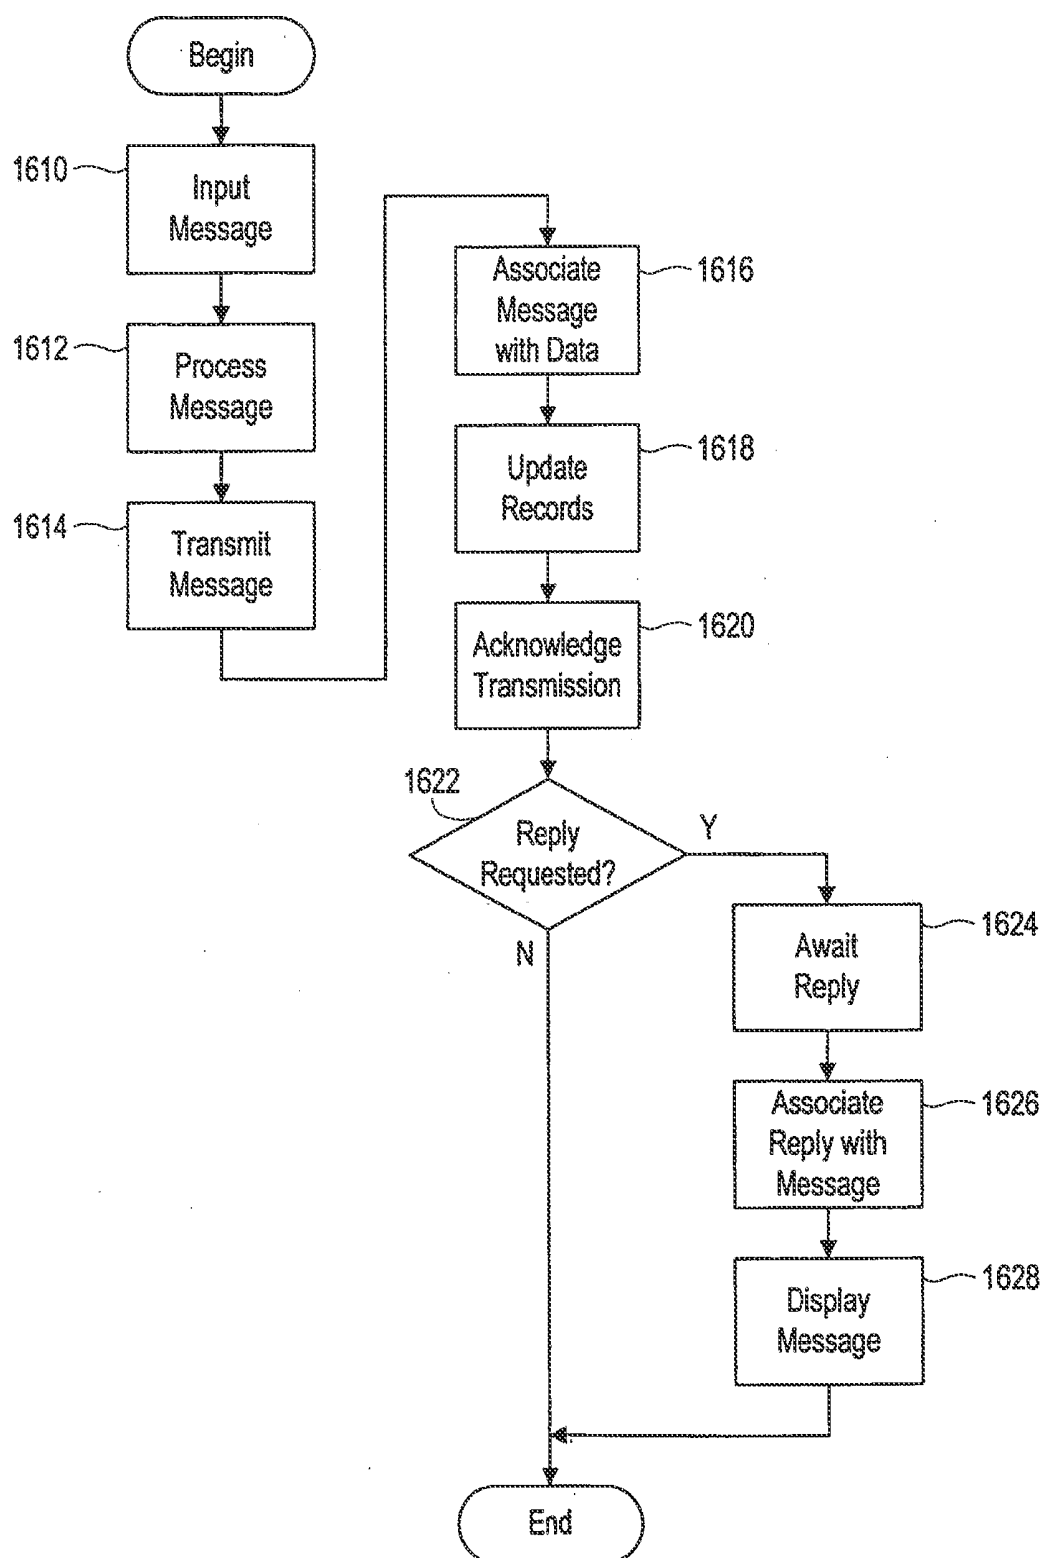 Begin
1610
Input
Message
1612
Process
Message
1614
Transmit
Message
Associate
Message
with Data
1616
Update
Records
1618
Acknowledge
Transmission
1620
1622
Reply
Requested?
Y
N
Await
Reply
1624
Associate
Reply with
Message
1626
Display
Message
1628
End